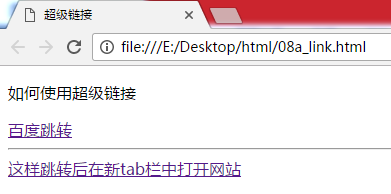 超级链接
file:///E:/Desktop/html/08a_link.html
如何使用超级链接
百度跳转
这样跳转后在新tab栏中打开网站